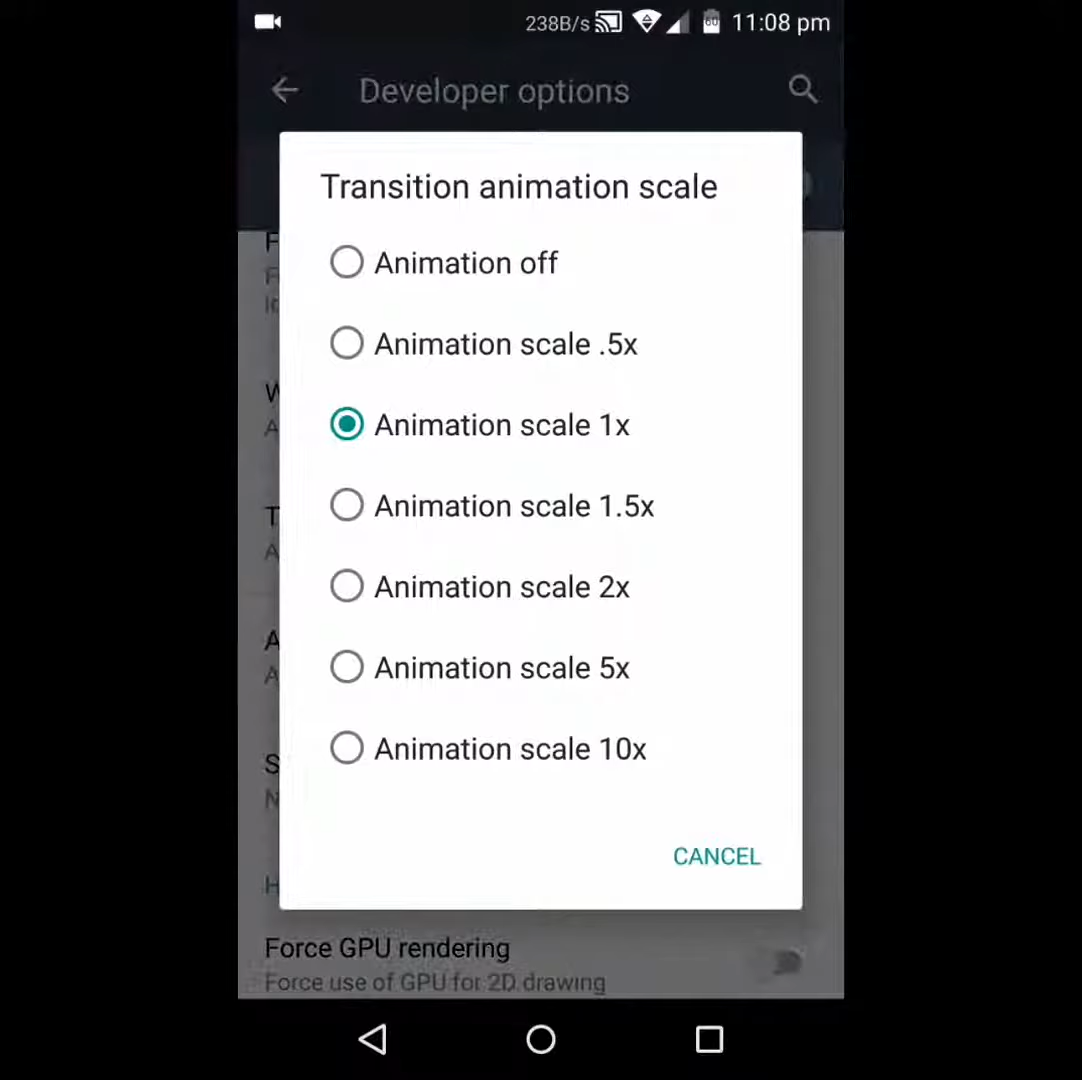 238B/s 60 11:08 pm
Developer options
Transition animation scale
Animation off
Animation scale .5x
Animation scale 1x
Animation scale 1.5x
Animation scale 2x
Animation scale 5x
Animation scale 10x
CANCEL
Force GPU rendering
Force use of GPU for 2D drawing